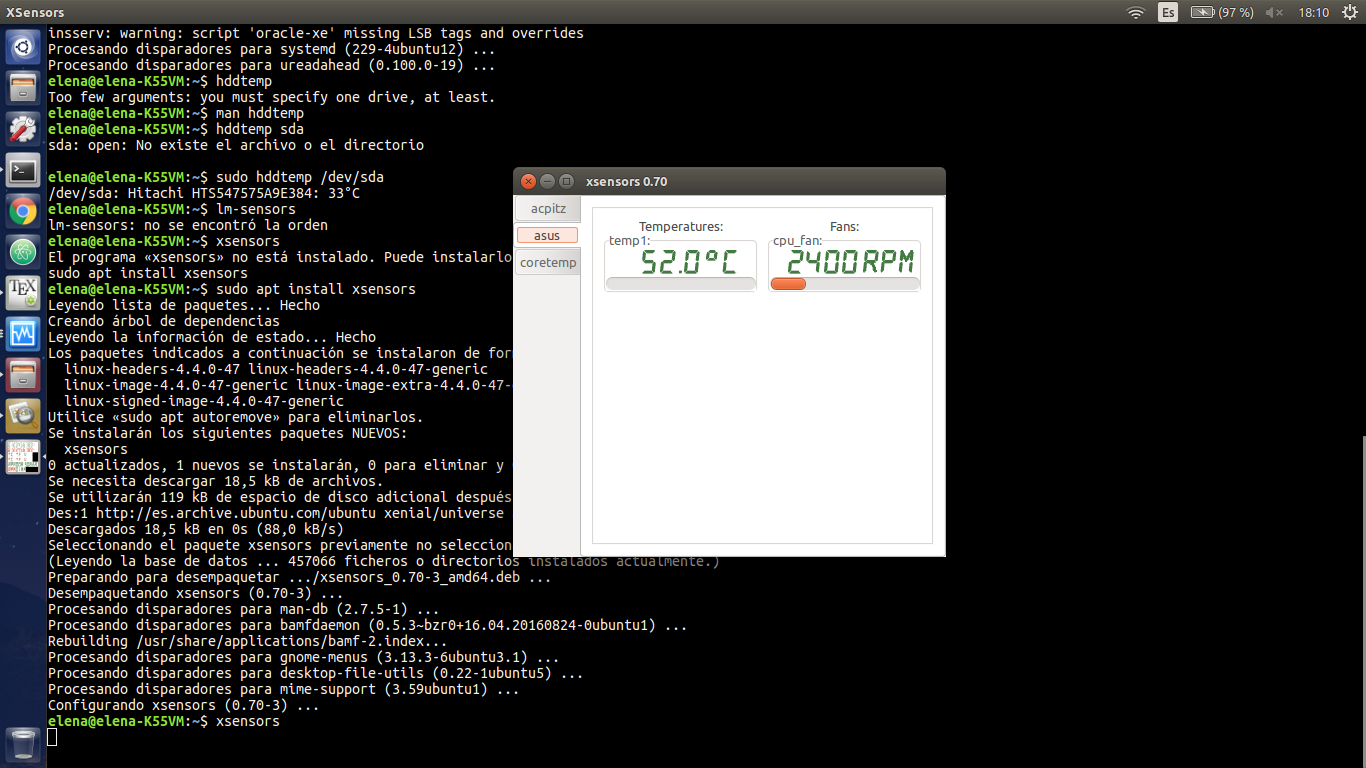 XSensors
Es
(97 %)
18:10
insserv: warning: script 'oracle-xe' missing LSB tags and overrides
Procesando disparadores para systemd (229-4ubuntu12) ...
Procesando disparadores para ureadahead (0.100.0-19) ...
elena@elena-K55VM:~$ hddtemp
Too few arguments: you must specify one drive, at least.
elena@elena-K55VM:~$ man hddtemp
elena@elena-K55VM:~$ hddtemp sda
sda: open: No existe el archivo o el directorio
elena@elena-K55VM:~$ sudo hddtemp /dev/sda
/dev/sda: Hitachi HTS547575A9E384: 33°C
elena@elena-K55VM:~$ lm-sensors
lm-sensors: no se encontró la orden
elena@elena-K55VM:~$ xsensors
El programa «xsensors» no está instalado. Puede instalarlo
sudo apt install xsensors
elena@elena-K55VM:~$ sudo apt install xsensors
Leyendo lista de paquetes... Hecho
Creando árbol de dependencias
Leyendo la información de estado... Hecho
Los paquetes indicados a continuación se instalaron de for
linux-headers-4.4.0-47 linux-headers-4.4.0-47-generic
linux-image-4.4.0-47-generic linux-image-extra-4.4.0-47-
linux-signed-image-4.4.0-47-generic
Utilice «sudo apt autoremove» para eliminarlos.
Se instalarán los siguientes paquetes NUEVOS:
xsensors
0 actualizados, 1 nuevos se instalarán, 0 para eliminar y
Se necesita descargar 18,5 kB de archivos.
Se utilizarán 119 kB de espacio de disco adicional después
Des:1 http://es.archive.ubuntu.com/ubuntu xenial/universe
Descargados 18,5 kB en 0s (88,0 kB/s)
Seleccionando el paquete xsensors previamente no seleccion
(Leyendo la base de datos ... 457066 ficheros o directorios instalados actualmente.)
Preparando para desempaquetar .../xsensors_0.70-3_amd64.deb ...
Desempaquetando xsensors (0.70-3) ...
Procesando disparadores para man-db (2.7.5-1) ...
Procesando disparadores para bamfdaemon (0.5.3~bzr0+16.04.20160824-0ubuntu1) ...
Rebuilding /usr/share/applications/bamf-2.index...
Procesando disparadores para gnome-menus (3.13.3-6ubuntu3.1) ...
Procesando disparadores para desktop-file-utils (0.22-1ubuntu5) ...
Procesando disparadores para mime-support (3.59ubuntu1) ...
Configurando xsensors (0.70-3) ...
elena@elena-K55VM:~$ xsensors
xsensors 0.70
acpitz
asus
coretemp
Temperatures:
temp1:
52.0°C
Fans:
cpu_fan:
2400RPM
TEX